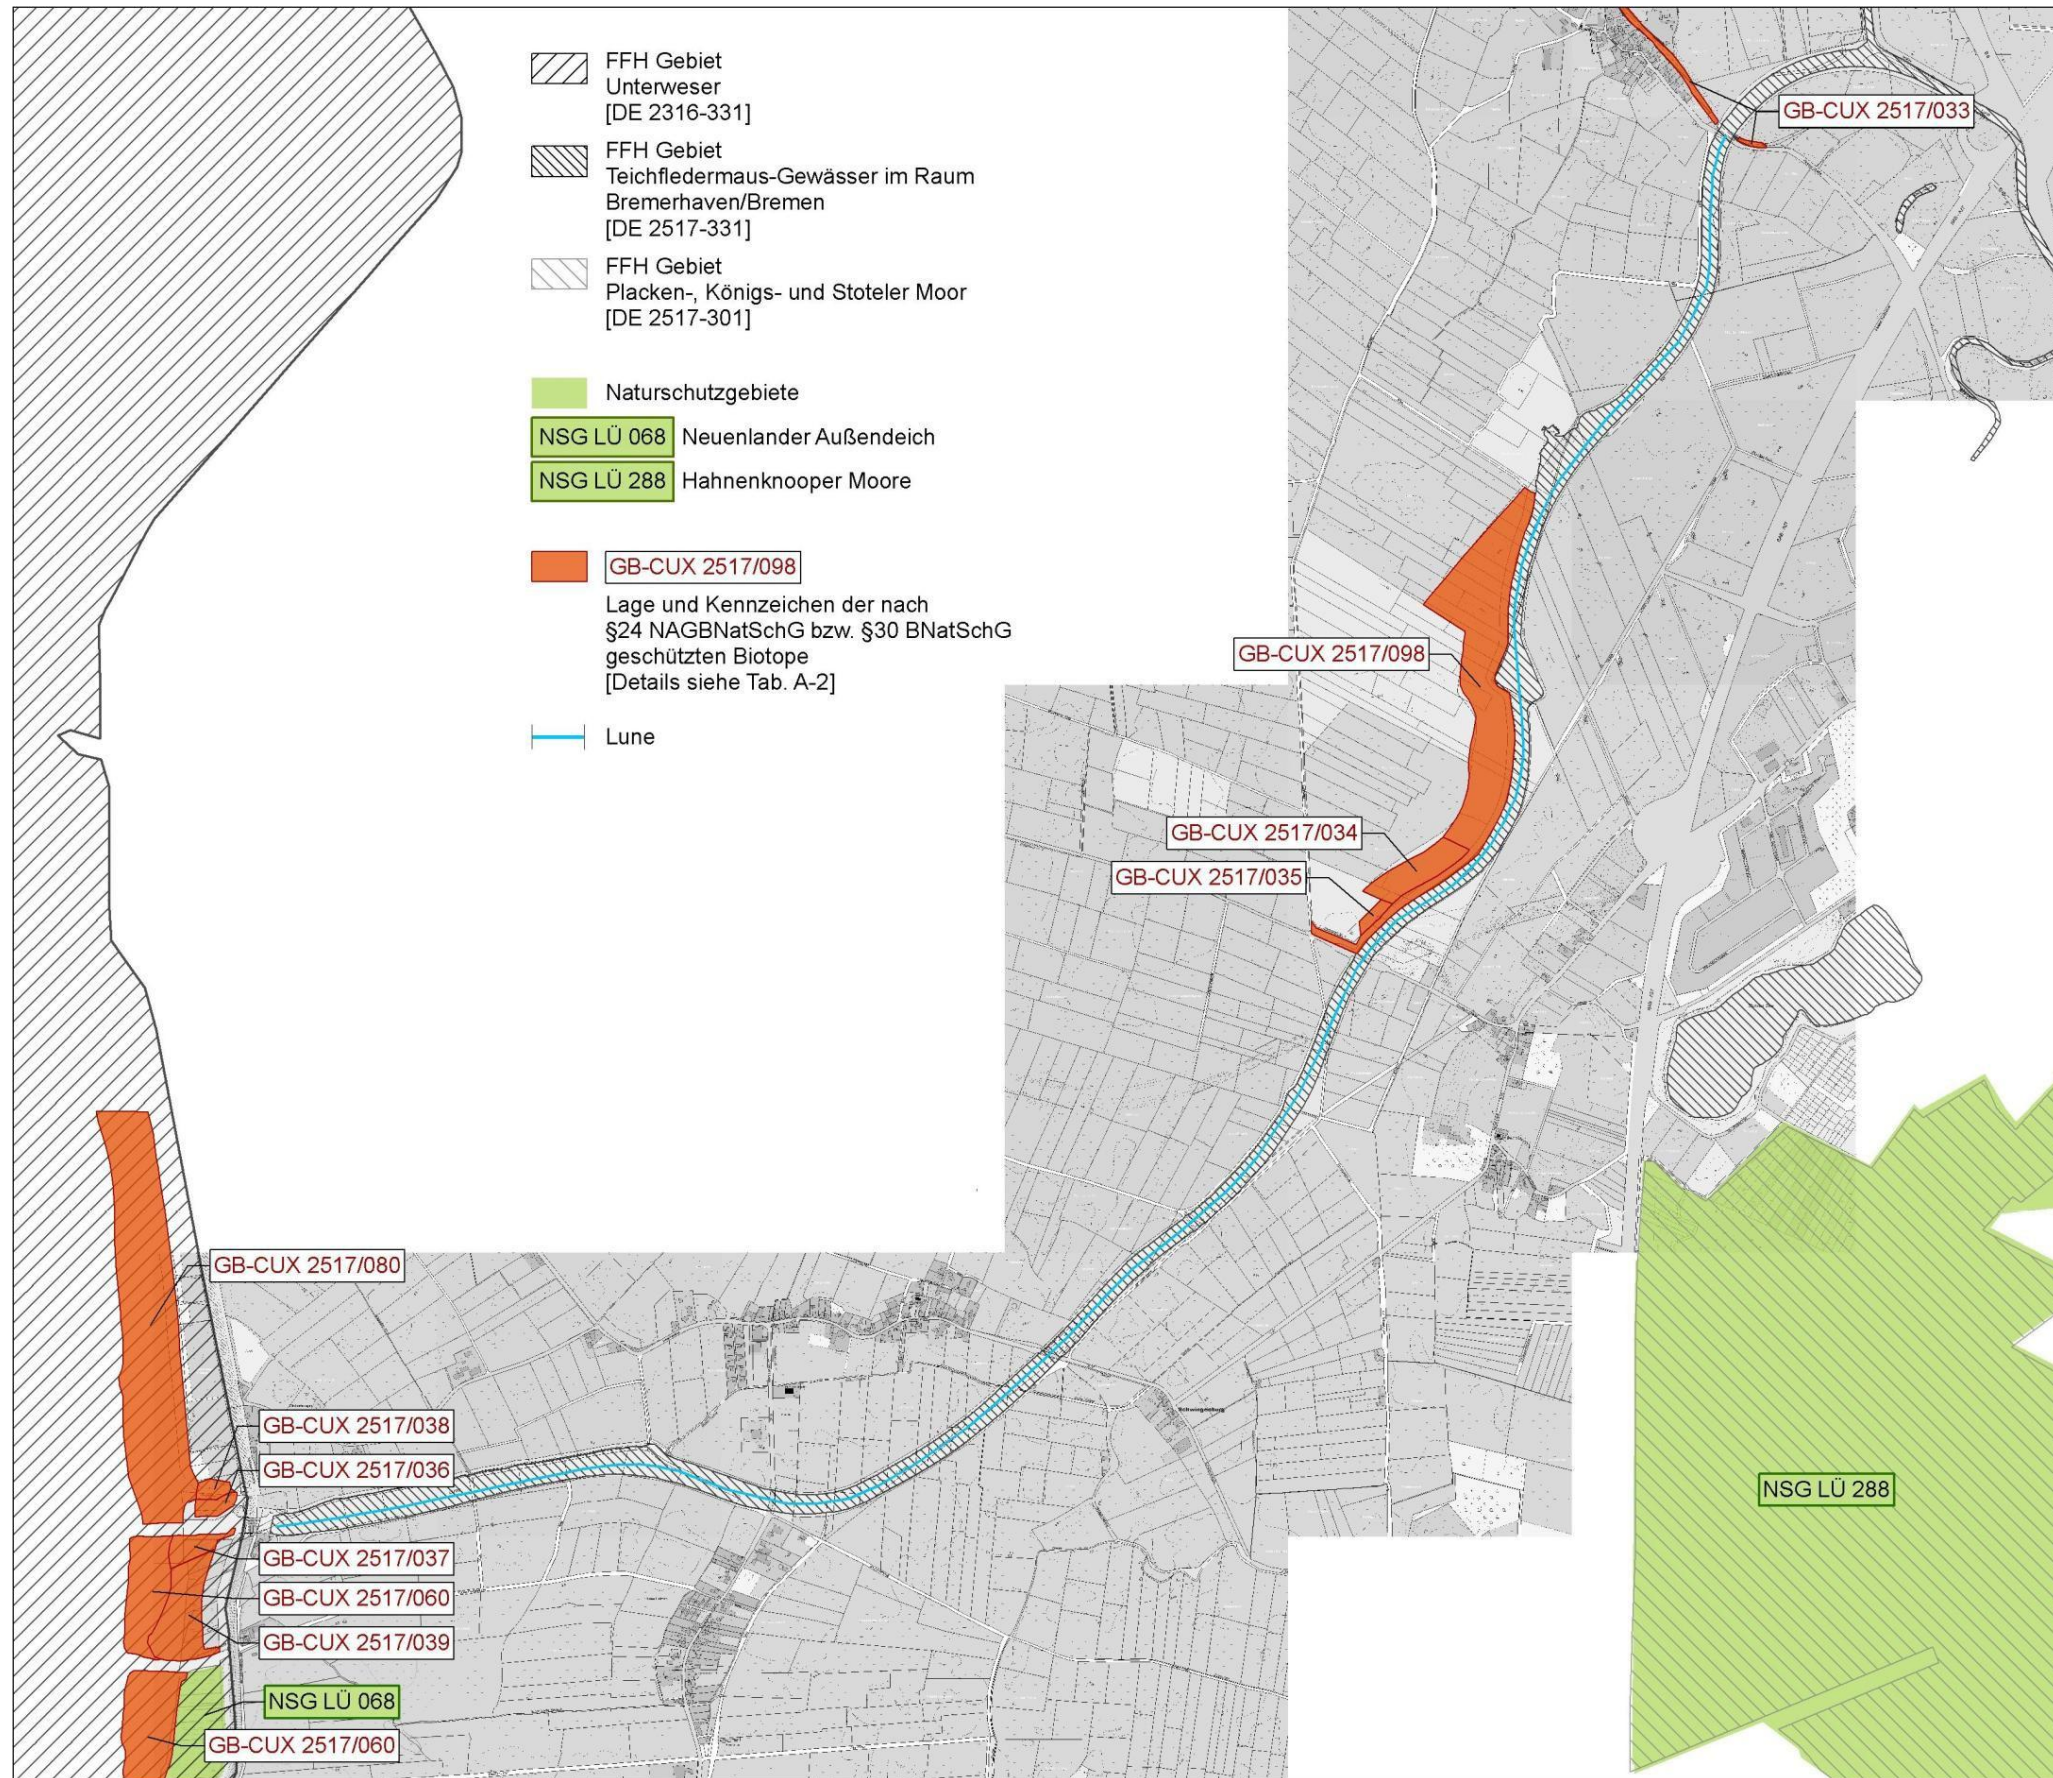 FFH Gebiet
Unterweser
[DE 2316-331]
FFH Gebiet
Teichfledermaus-Gewässer im Raum
Bremerhaven/Bremen
[DE 2517-331]
FFH Gebiet
Placken-, Königs- und Stoteler Moor
[DE 2517-301]
Naturschutzgebiete
NSG LÜ 068 Neuenlander Außendeich
NSG LÜ 288 Hahnenknooper Moore
GB-CUX 2517/098
Lage und Kennzeichen der nach
§24 NAGBNatSchG bzw. §30 BNatSchG
geschützten Biotope
[Details siehe Tab. A-2]
Lune
GB-CUX 2517/033
GB-CUX 2517/098
GB-CUX 2517/034
GB-CUX 2517/035
GB-CUX 2517/080
GB-CUX 2517/038
GB-CUX 2517/036
GB-CUX 2517/037
GB-CUX 2517/060
GB-CUX 2517/039
NSG LÜ 068
GB-CUX 2517/060
NSG LÜ 288